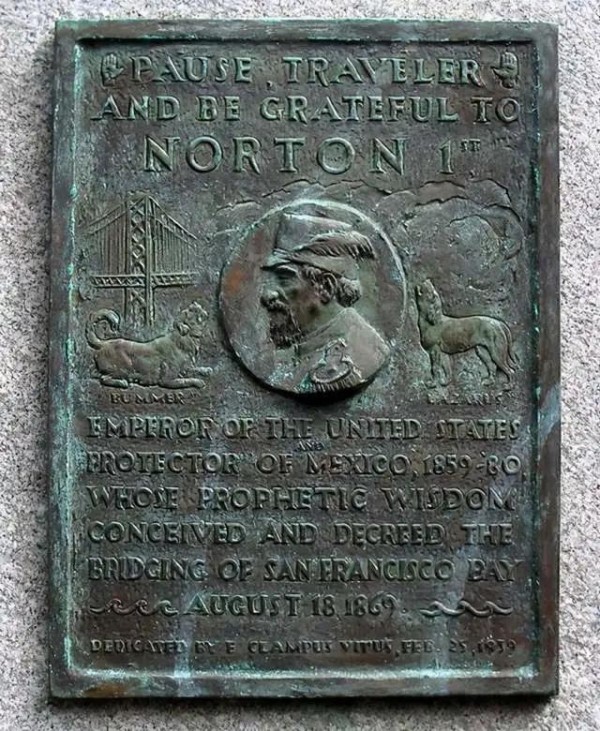 PAUSE, TRAVELER
AND BE GRATEFUL TO
NORTON 1ST
BUMMER
LAZARUS
EMPEROR OF THE UNITED STATES
AND
PROTECTOR OF MEXICO, 1859-80,
WHOSE PROPHETIC WISDOM
CONCEIVED AND DECREED THE
BRIDGING OF SAN FRANCISCO BAY
AUGUST 18, 1869.
DEDICATED BY E CLAMPUS VITUS, FEB. 25, 1939